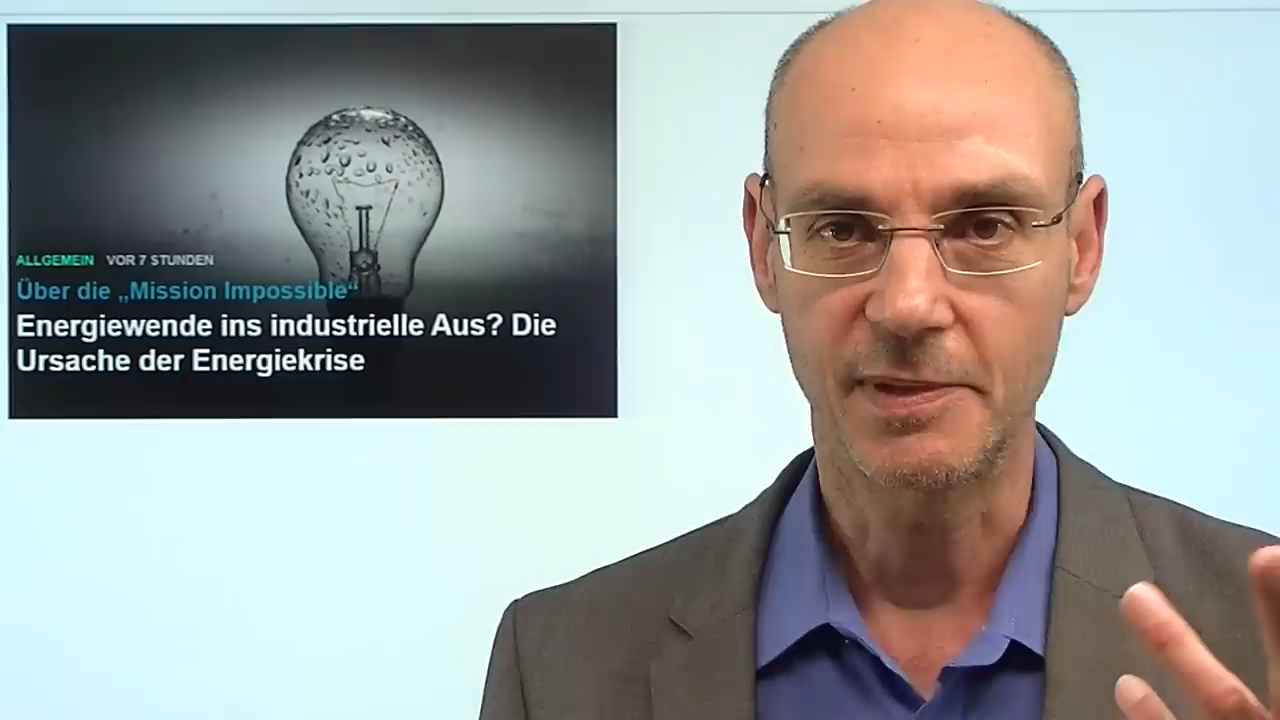 ALLGEMEIN VOR 7 STUNDEN
Über die „Mission Impossible“
Energiewende ins industrielle Aus? Die
Ursache der Energiekrise